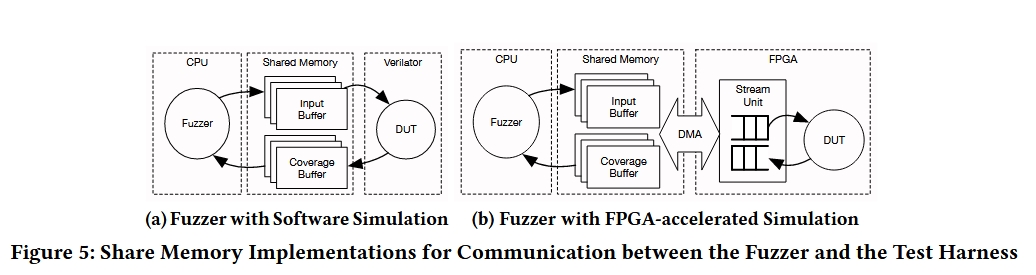 CPU
Shared Memory
Verilator
Fuzzer
Input
Buffer
Coverage
Buffer
DUT
(a) Fuzzer with Software Simulation
CPU
Shared Memory
FPGA
Fuzzer
Input
Buffer
Coverage
Buffer
DMA
Stream
Unit
DUT
(b) Fuzzer with FPGA-accelerated Simulation
Figure 5: Share Memory Implementations for Communication between the Fuzzer and the Test Harness